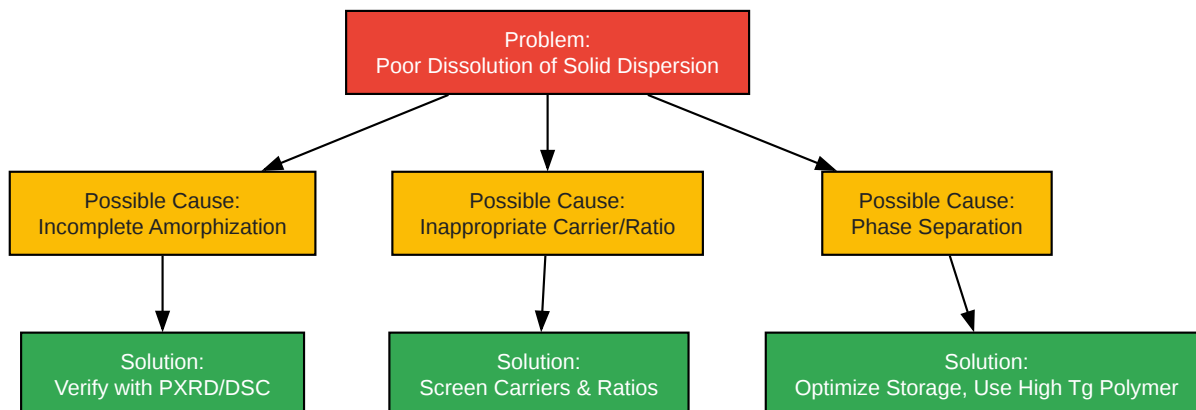 Problem:
Poor Dissolution of Solid Dispersion
Possible Cause:
Incomplete Amorphization
Possible Cause:
Inappropriate Carrier/Ratio
Possible Cause:
Phase Separation
Solution:
Verify with PXRD/DSC
Solution:
Screen Carriers & Ratios
Solution:
Optimize Storage, Use High Tg Polymer